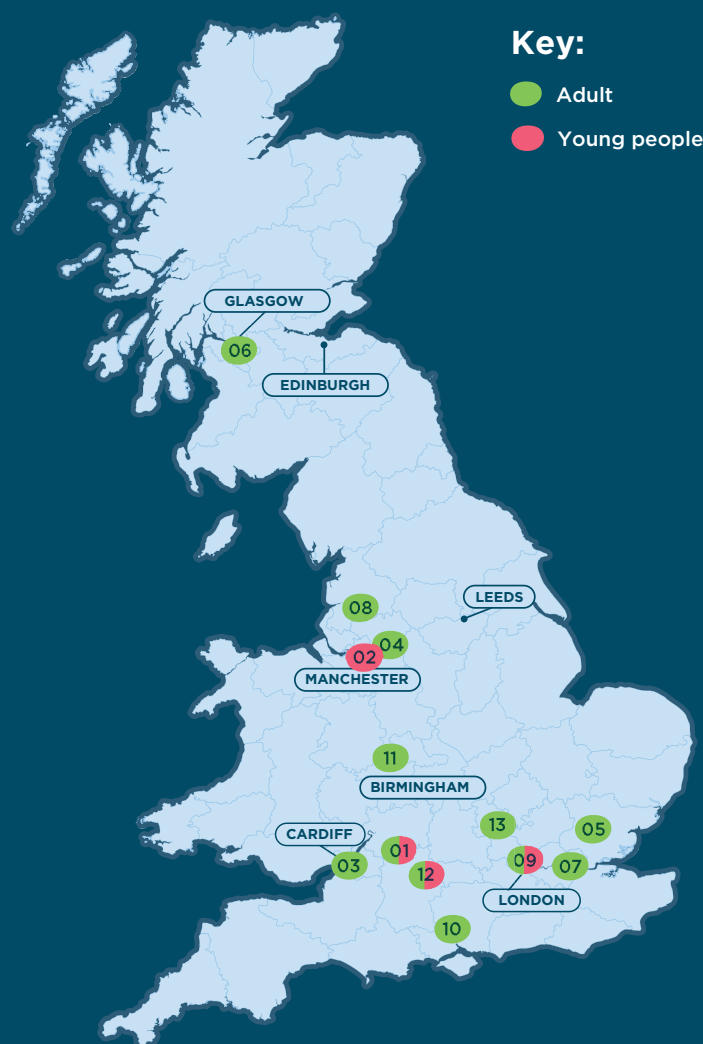 Key:
Adult
Young people
GLASGOW
06
EDINBURGH
LEEDS
08
04
02
MANCHESTER
11
BIRMINGHAM
13
05
CARDIFF
01
03
12
09
07
LONDON
10